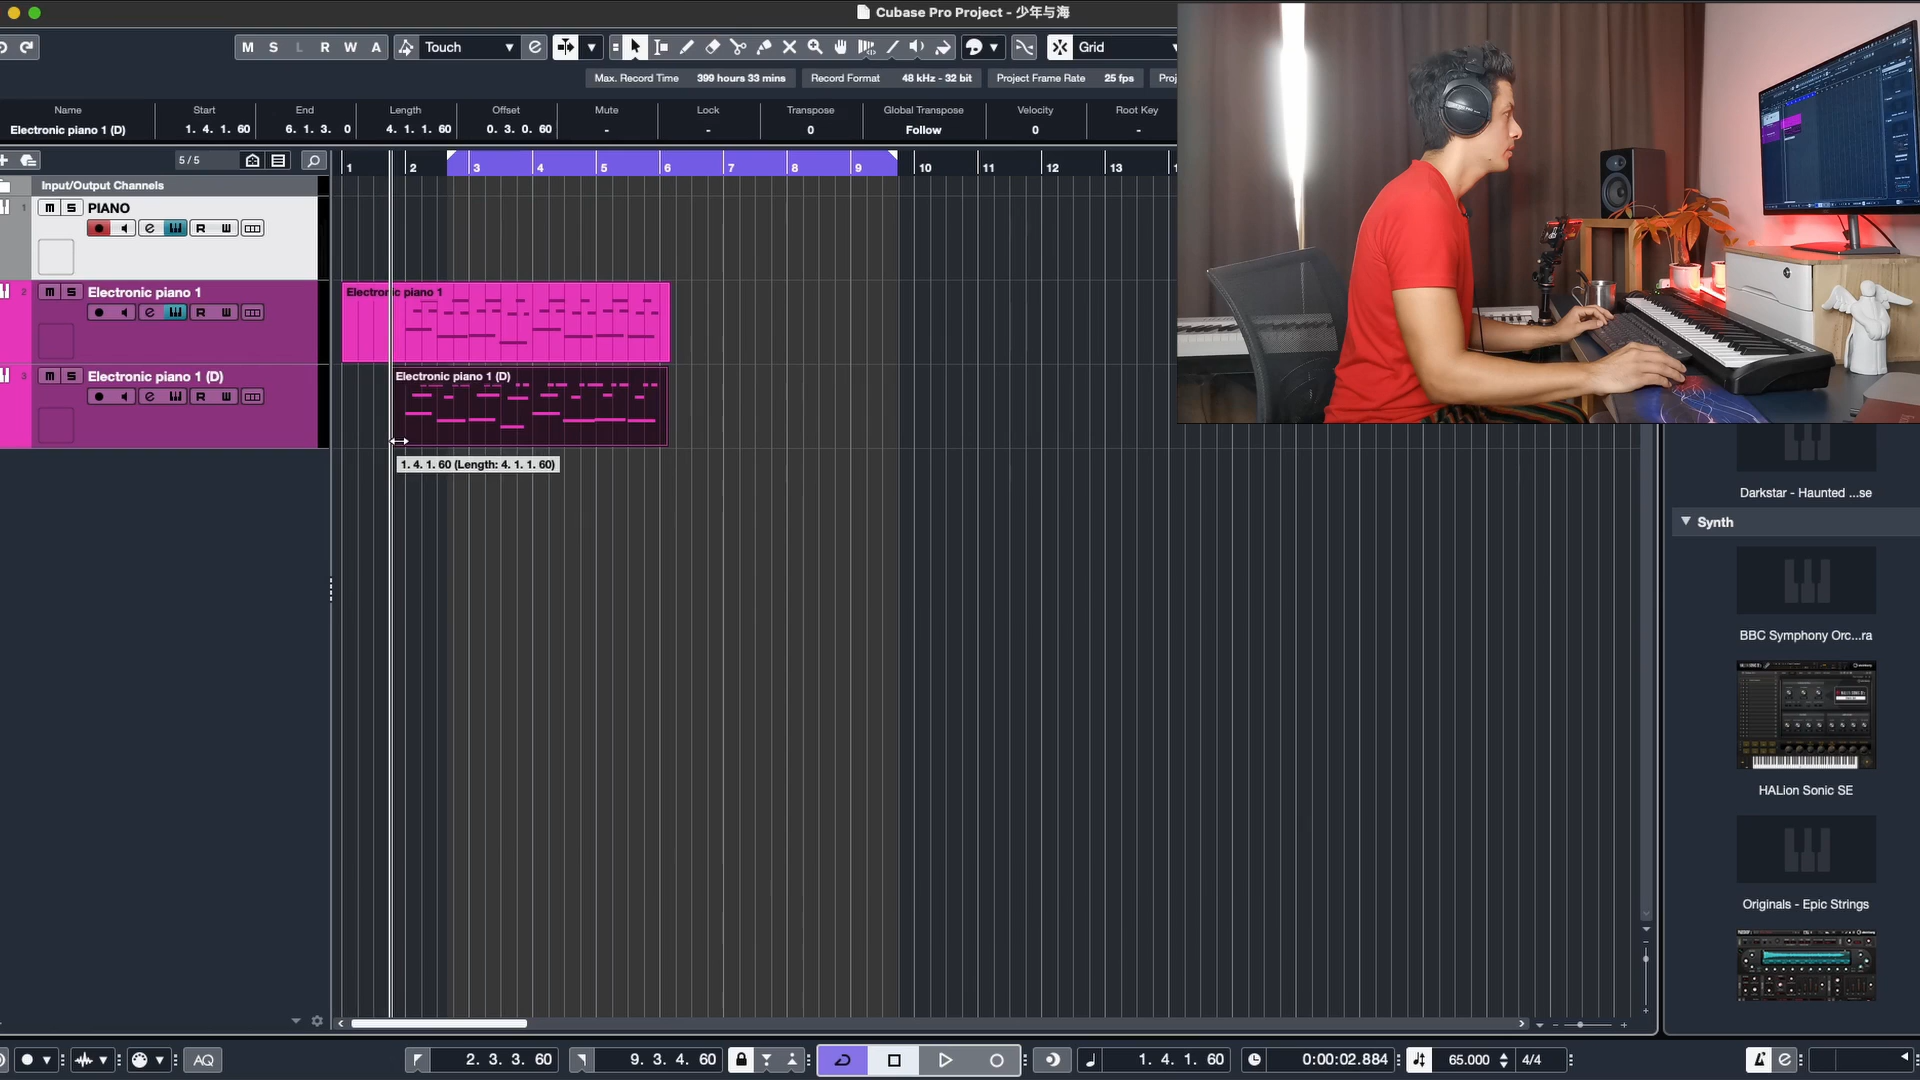 Cubase Pro Project - 少年与海
M S L R W A Touch Grid
Max. Record Time 399 hours 33 mins Record Format 48 kHz - 32 bit Project Frame Rate 25 fps Proj
Name Start End Length Offset Mute Lock Transpose Global Transpose Velocity Root Key
Electronic piano 1 (D) 1. 4. 1. 60 6. 1. 3. 0 4. 1. 1. 60 0. 3. 0. 60 - - 0 Follow 0 -
5/5 1 2 3 4 5 6 7 8 9 10 11 12 13
Input/Output Channels
1 m S PIANO
R W
2 m S Electronic piano 1
R W
Electronic piano 1
3 m S Electronic piano 1 (D)
R W
Electronic piano 1 (D)
1. 4. 1. 60 (Length: 4. 1. 1. 60)
Darkstar - Haunted ...se
Synth
BBC Symphony Orc...ra
HALion Sonic SE
Originals - Epic Strings
AQ 2. 3. 3. 60 9. 3. 4. 60 1. 4. 1. 60 0:00:02.884 65.000 4/4